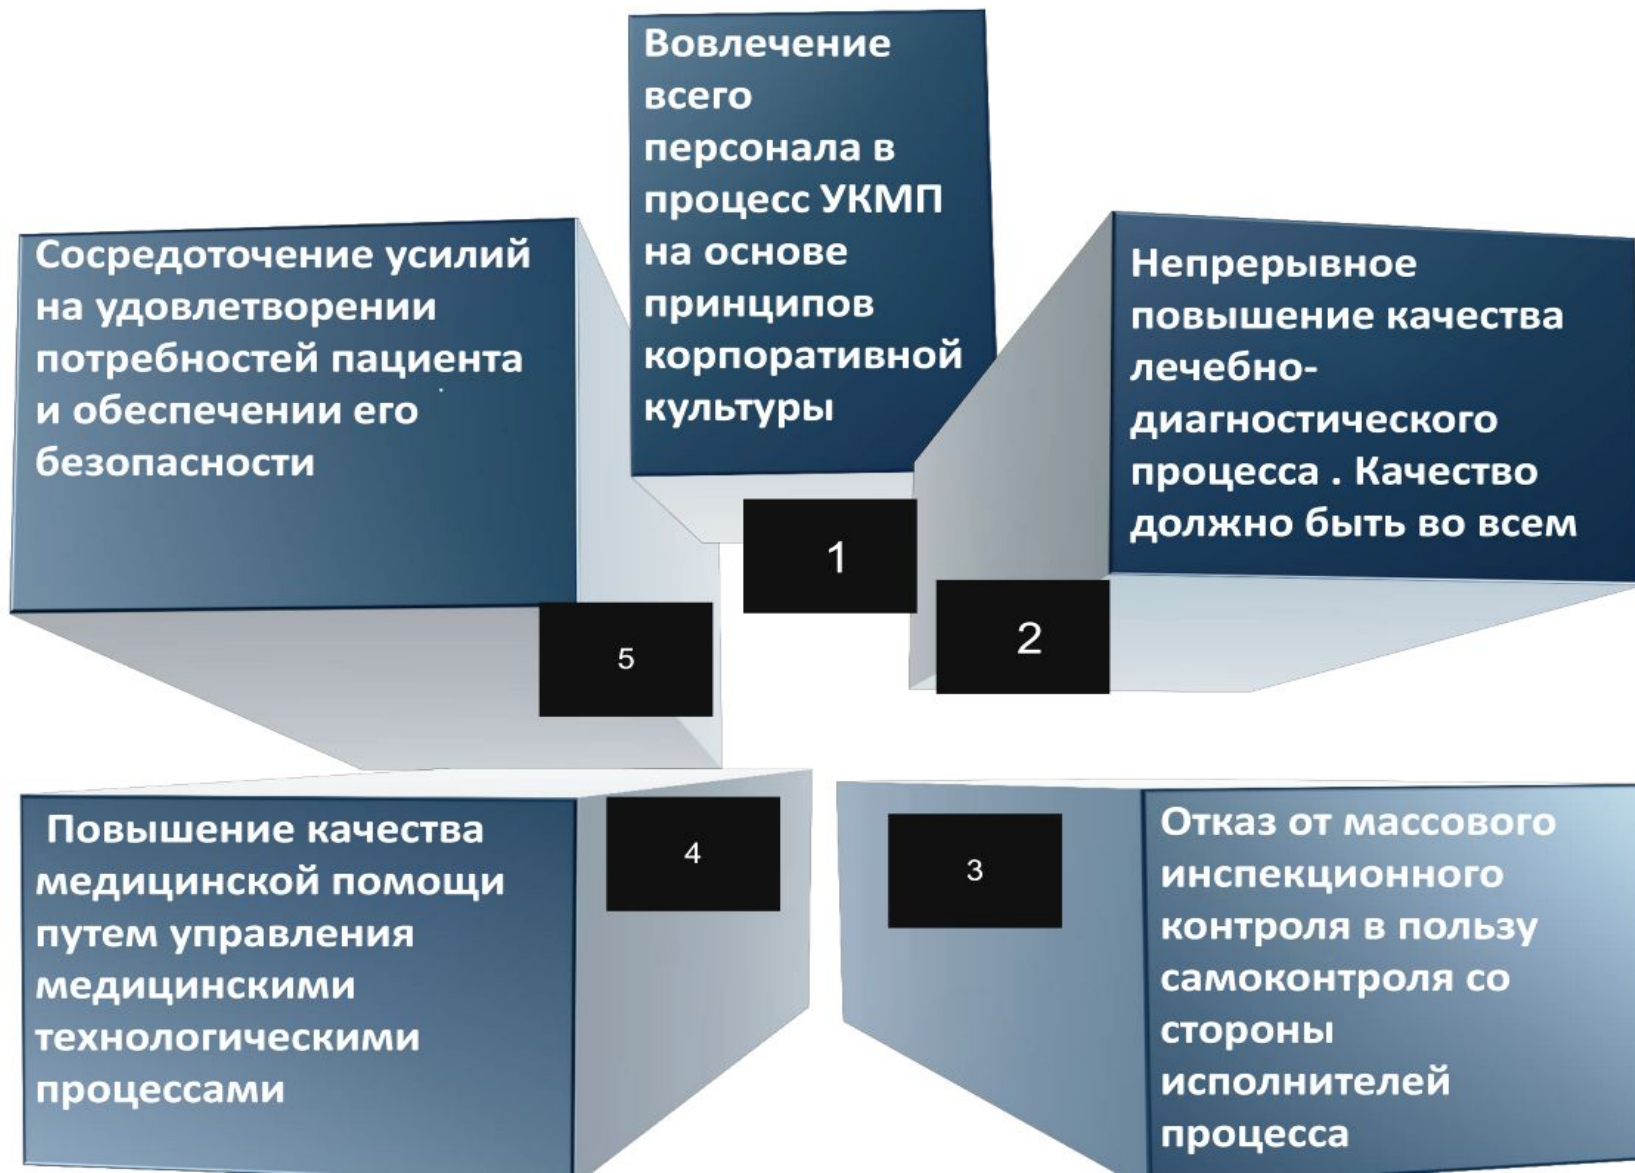 Вовлечение
всего
персонала в
процесс УКМП
на основе
принципов
корпоративной
культуры
1
Непрерывное
повышение качества
лечебно-
диагностического
процесса . Качество
должно быть во всем
2
Отказ от массового
инспекционного
контроля в пользу
самоконтроля со
стороны
исполнителей
процесса
3
Повышение качества
медицинской помощи
путем управления
медицинскими
технологическими
процессами
4
Сосредоточение усилий
на удовлетворении
потребностей пациента
и обеспечении его
безопасности
5